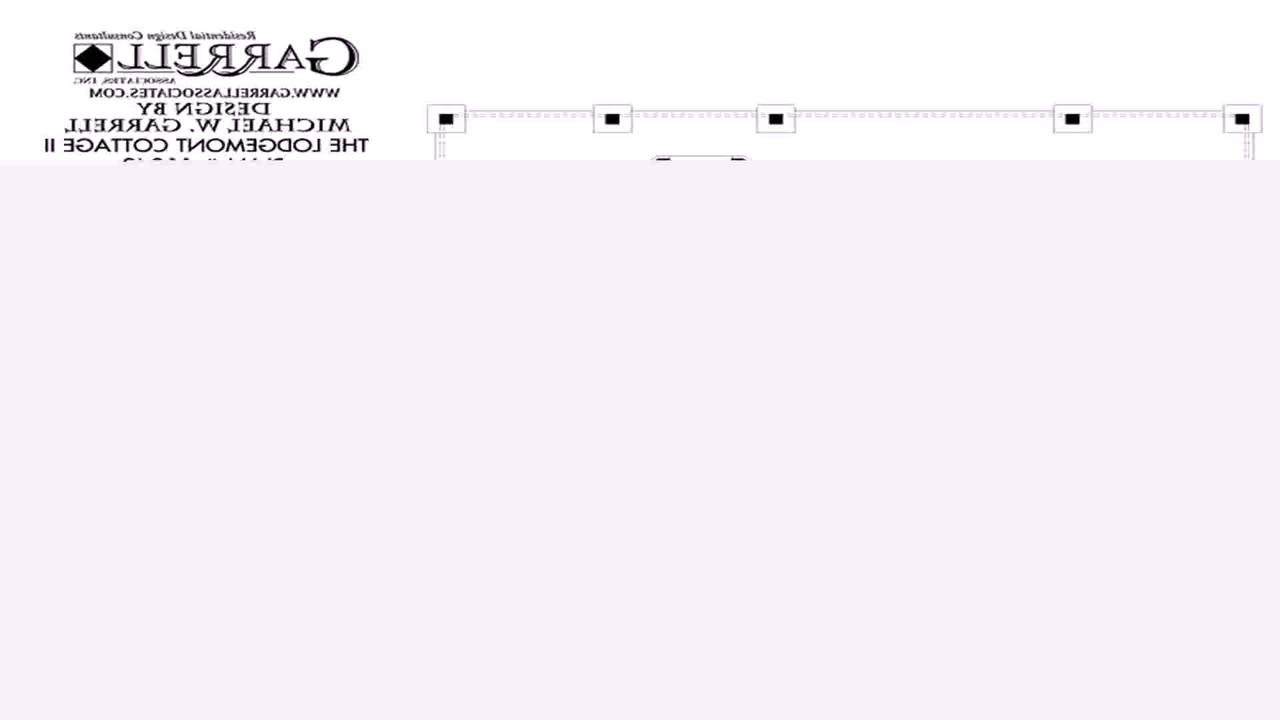 Residential Design Consultants
GARRELL
ASSOCIATES, INC.
WWW.GARRELLASSOCIATES.COM
DESIGN BY
MICHAEL W. GARRELL
THE LODGEMONT COTTAGE II